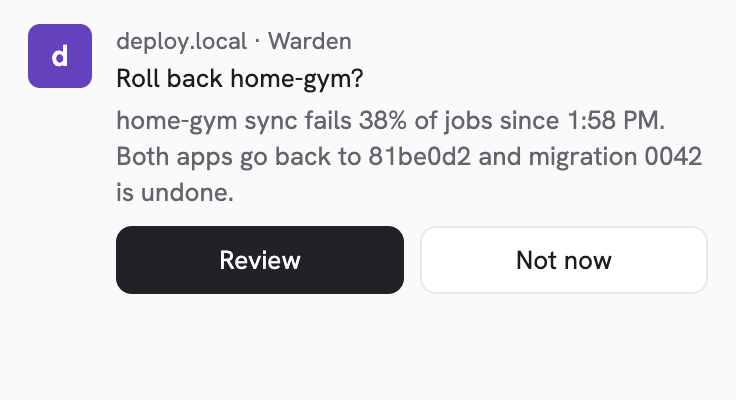 d
deploy.local · Warden
Roll back home-gym?
home-gym sync fails 38% of jobs since 1:58 PM.
Both apps go back to 81be0d2 and migration 0042
is undone.
Review
Not now